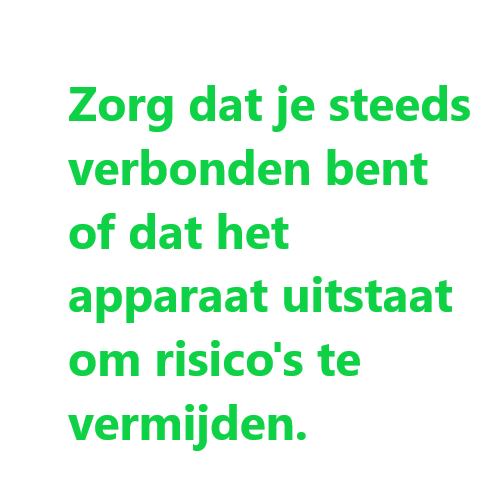 Zorg dat je steeds
verbonden bent
of dat het
apparaat uitstaat
om risico's te
vermijden.